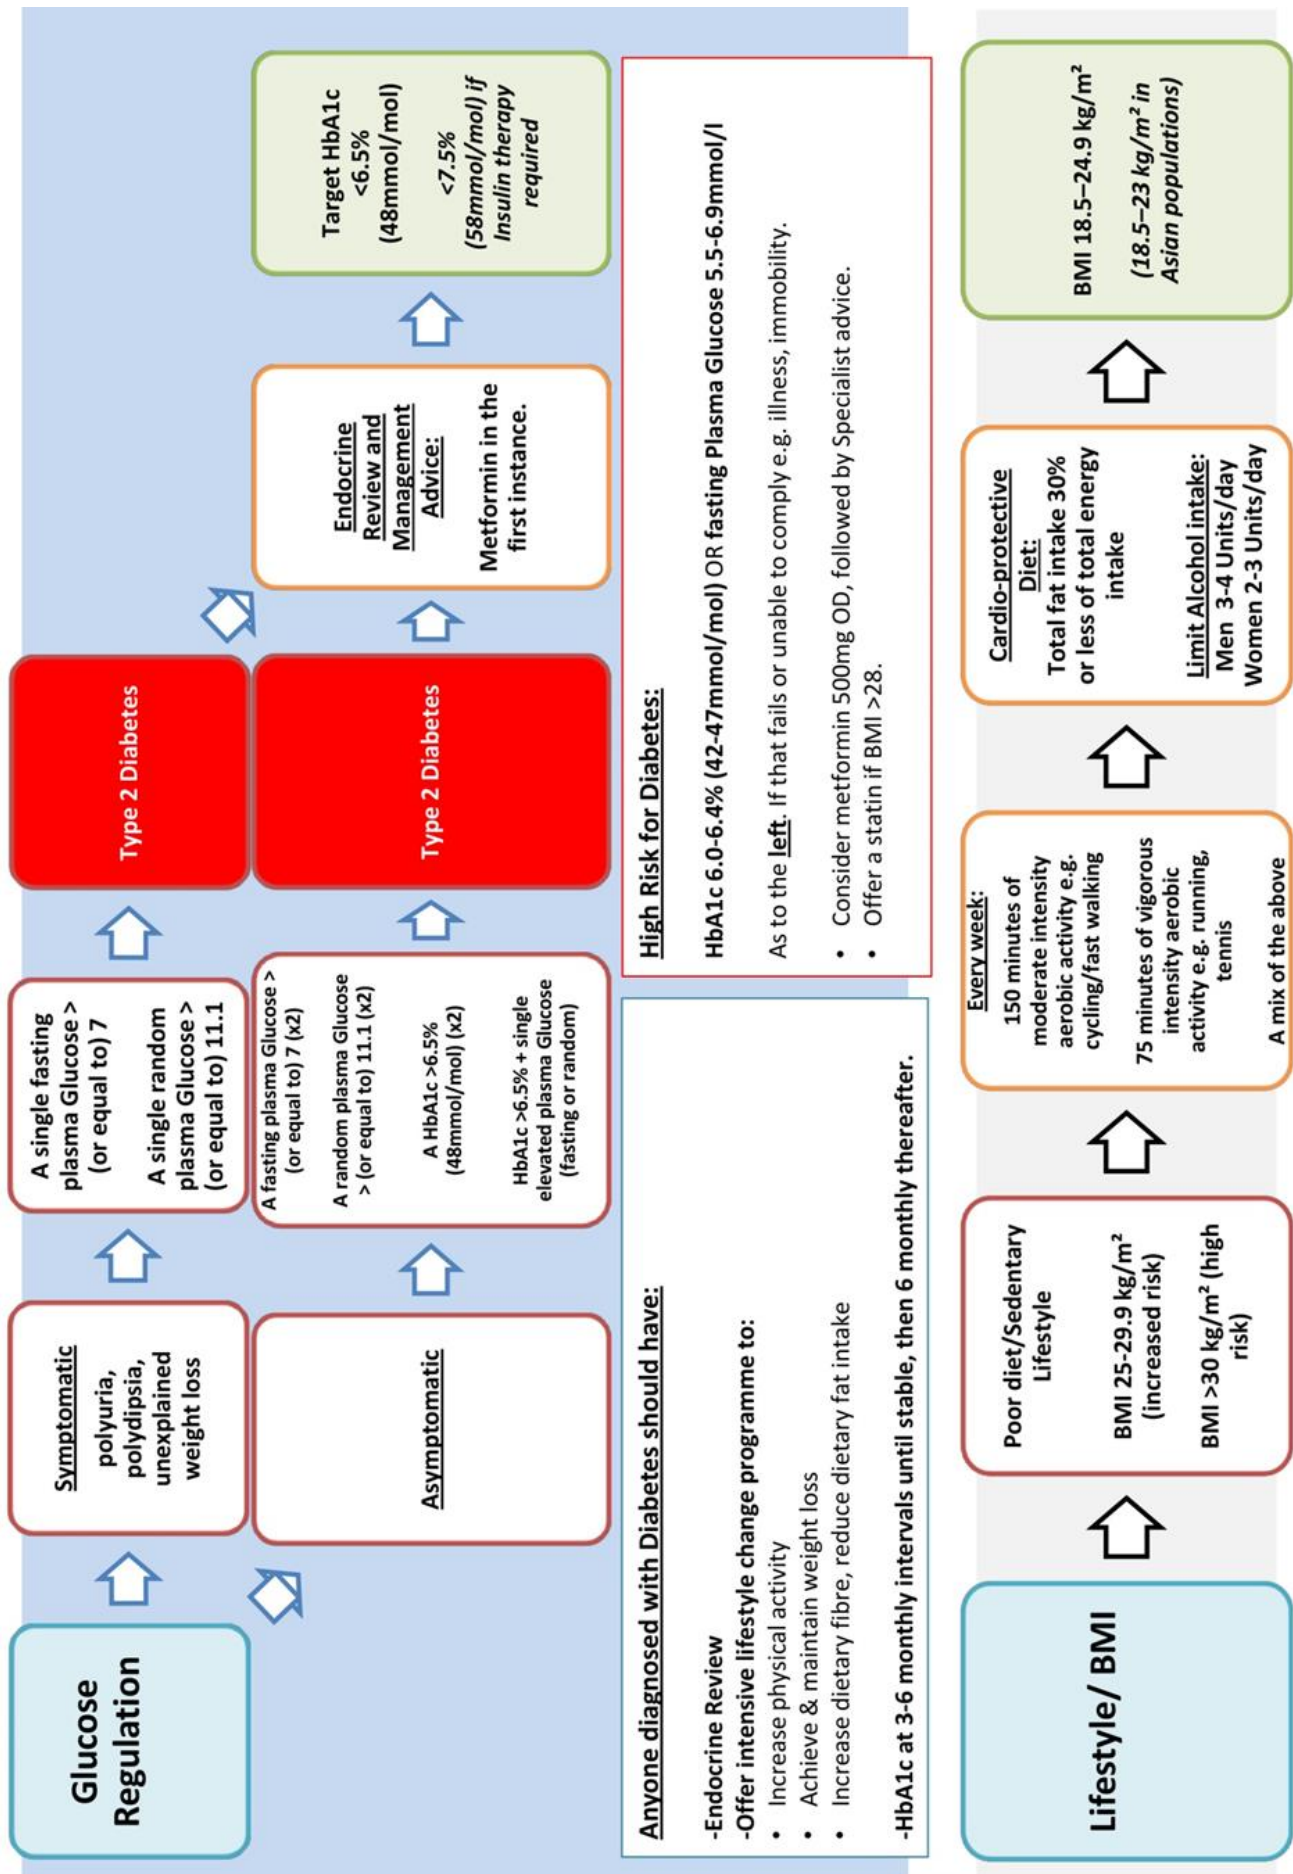 Glucose
Regulation
Symptomatic
polyuria,
polydipsia,
unexplained
weight loss
A single fasting
plasma Glucose >
(or equal to) 7
A single random
plasma Glucose >
(or equal to) 11.1
Type 2 Diabetes
Asymptomatic
A fasting plasma Glucose >
(or equal to) 7 (x2)
A random plasma Glucose
> (or equal to) 11.1 (x2)
A HbA1c >6.5%
(48mmol/mol) (x2)
HbA1c >6.5% + single
elevated plasma Glucose
(fasting or random)
Type 2 Diabetes
Endocrine
Review and
Management
Advice:
Metformin in the
first instance.
Target HbA1c
<6.5%
(48mmol/mol)
<7.5%
(58mmol/mol) if
Insulin therapy
required
Anyone diagnosed with Diabetes should have:
-Endocrine Review
-Offer intensive lifestyle change programme to:
• Increase physical activity
• Achieve & maintain weight loss
• Increase dietary fibre, reduce dietary fat intake
-HbA1c at 3-6 monthly intervals until stable, then 6 monthly thereafter.
High Risk for Diabetes:
HbA1c 6.0-6.4% (42-47mmol/mol) OR fasting Plasma Glucose 5.5-6.9mmol/l
As to the left. If that fails or unable to comply e.g. illness, immobility.
• Consider metformin 500mg OD, followed by Specialist advice.
• Offer a statin if BMI >28.
Lifestyle/ BMI
Poor diet/Sedentary
Lifestyle
BMI 25-29.9 kg/m²
(increased risk)
BMI >30 kg/m² (high
risk)
Every week:
150 minutes of
moderate intensity
aerobic activity e.g.
cycling/fast walking
75 minutes of vigorous
intensity aerobic
activity e.g. running,
tennis
A mix of the above
Cardio-protective
Diet:
Total fat intake 30%
or less of total energy
intake
Limit Alcohol intake:
Men 3-4 Units/day
Women 2-3 Units/day
BMI 18.5–24.9 kg/m²
(18.5–23 kg/m² in
Asian populations)